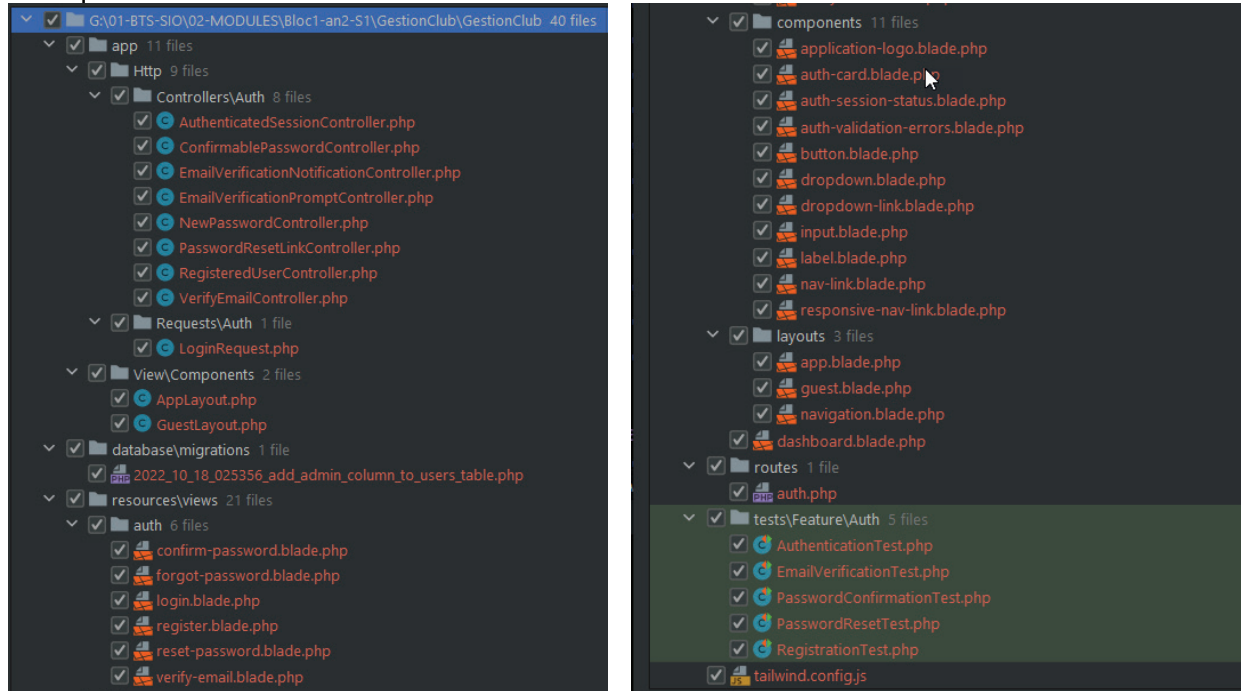 G:\01-BTS-SIO\02-MODULES\Bloc1-an2-S1\GestionClub\GestionClub 40 files
app 11 files
Http 9 files
Controllers\Auth 8 files
AuthenticatedSessionController.php
ConfirmablePasswordController.php
EmailVerificationNotificationController.php
EmailVerificationPromptController.php
NewPasswordController.php
PasswordResetLinkController.php
RegisteredUserController.php
VerifyEmailController.php
Requests\Auth 1 file
LoginRequest.php
View\Components 2 files
AppLayout.php
GuestLayout.php
database\migrations 1 file
2022_10_18_025356_add_admin_column_to_users_table.php
resources\views 21 files
auth 6 files
confirm-password.blade.php
forgot-password.blade.php
login.blade.php
register.blade.php
reset-password.blade.php
verify-email.blade.php
components 11 files
application-logo.blade.php
auth-card.blade.php
auth-session-status.blade.php
auth-validation-errors.blade.php
button.blade.php
dropdown.blade.php
dropdown-link.blade.php
input.blade.php
label.blade.php
nav-link.blade.php
responsive-nav-link.blade.php
layouts 3 files
app.blade.php
guest.blade.php
navigation.blade.php
dashboard.blade.php
routes 1 file
auth.php
tests\Feature\Auth 5 files
AuthenticationTest.php
EmailVerificationTest.php
PasswordConfirmationTest.php
PasswordResetTest.php
RegistrationTest.php
tailwind.config.js